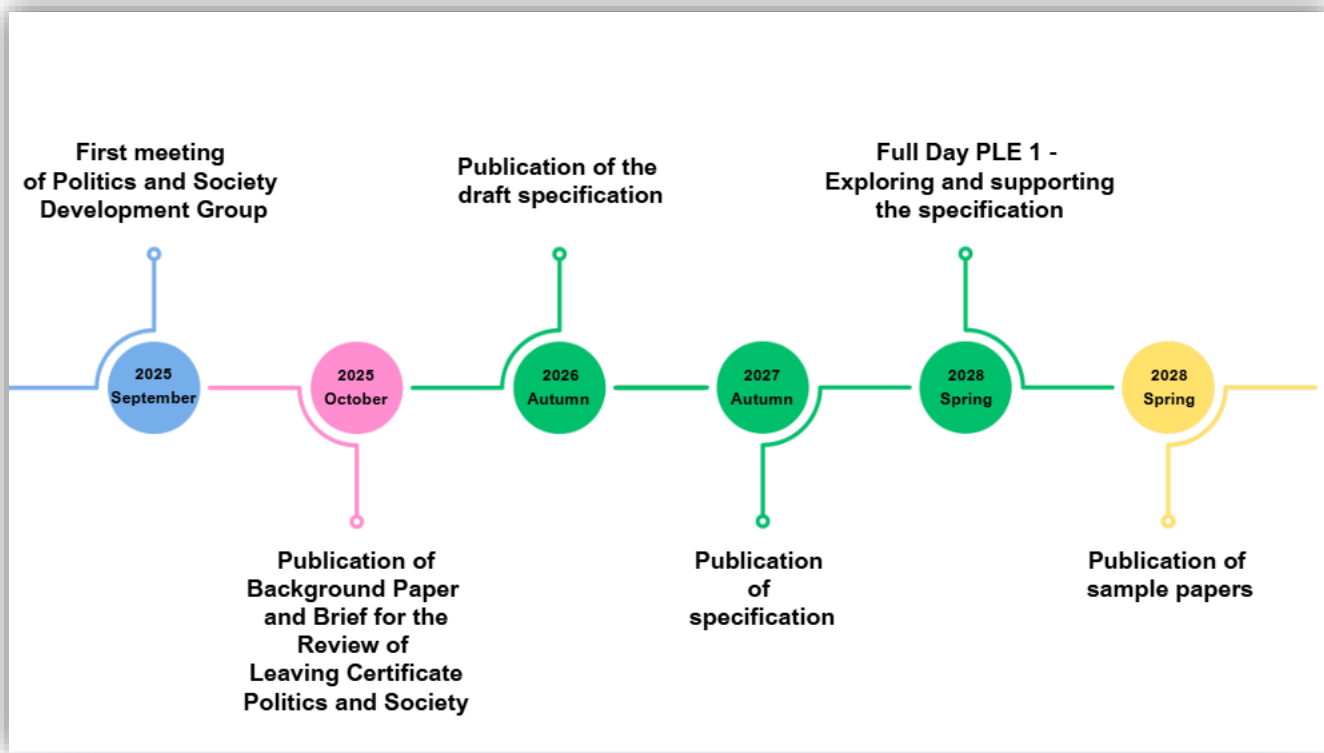 First meeting
of Politics and Society
Development Group
Publication of the
draft specification
Full Day PLE 1 -
Exploring and supporting
the specification
2025
September
2025
October
2026
Autumn
2027
Autumn
2028
Spring
2028
Spring
Publication of
Background Paper
and Brief for the
Review of
Leaving Certificate
Politics and Society
Publication
of
specification
Publication of
sample papers